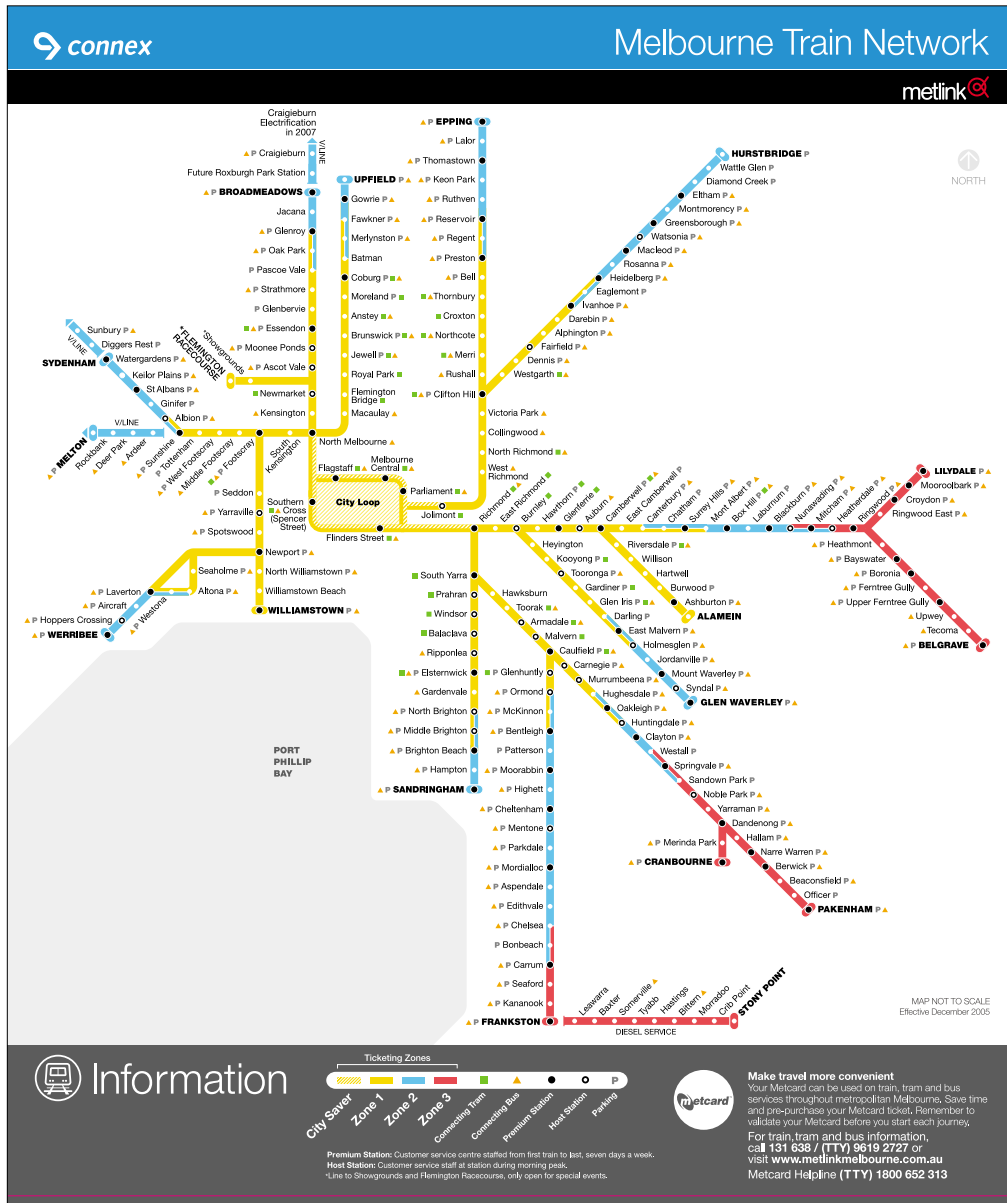 connex
Melbourne Train Network
metlink
NORTH
Craigieburn
Electrification
in 2007
V/LINE
P Craigieburn
Future Roxburgh Park Station
P BROADMEADOWS
Jacana
P Glenroy
P Oak Park
P Pascoe Vale
P Strathmore
P Glenbervie
P Essendon
P Moonee Ponds
P Ascot Vale
Newmarket
Kensington
*Showgrounds
*FLEMINGTON
RACECOURSE
UPFIELD P
Gowrie P
Fawkner P
Merlynston P
Batman
Coburg P
Moreland P
Anstey
Brunswick P
Jewell P
Royal Park
Flemington
Bridge
Macaulay
P EPPING
P Lalor
P Thomastown
P Keon Park
P Ruthven
P Reservoir
P Regent
P Preston
P Bell
Thornbury
Croxton
Northcote
Merri
Rushall
P Clifton Hill
Victoria Park
Collingwood
North Richmond
West
Richmond
HURSTBRIDGE P
Wattle Glen P
Diamond Creek P
Eltham P
Montmorency P
Greensborough P
Watsonia P
Macleod P
Rosanna P
Heidelberg P
Eaglemont P
Ivanhoe P
Darebin P
Alphington P
Fairfield P
Dennis P
Westgarth
V/LINE
Sunbury P
Diggers Rest P
SYDENHAM
Watergardens P
Keilor Plains P
St Albans P
Ginifer P
Albion P
V/LINE
P MELTON
Rockbank
Deer Park
Ardeer
P Sunshine
P Tottenham
P West Footscray
P Middle Footscray
P Footscray
South
Kensington
North Melbourne
Flagstaff
Melbourne
Central
Parliament
City Loop
Jolimont
Southern
Cross
(Spencer
Street)
Flinders Street
P Seddon
P Yarraville
P Spotswood
Newport P
Seaholme P
Altona P
North Williamstown P
Williamstown Beach
WILLIAMSTOWN P
P Laverton
P Aircraft
P Hoppers Crossing
P WERRIBEE
P Westona
Richmond
East Richmond
Burnley
Hawthorn P
Glenferrie
Auburn
Camberwell P
East Camberwell P
Canterbury P
Chatham P
Surrey Hills P
Mont Albert P
Box Hill P
Laburnum P
Blackburn P
Nunawading P
Mitcham P
Heatherdale P
Ringwood P
LILYDALE P
Mooroolbark P
Croydon P
Ringwood East P
P Heathmont
P Bayswater
P Boronia
P Ferntree Gully
P Upper Ferntree Gully
Upwey
Tecoma
P BELGRAVE
Heyington
Kooyong P
Tooronga P
Gardiner P
Glen Iris P
Darling P
East Malvern P
Holmesglen P
Jordanville P
Mount Waverley P
Syndal P
GLEN WAVERLEY P
Riversdale P
Willison
Hartwell
Burwood P
Ashburton P
ALAMEIN
South Yarra
Prahran
Windsor
Balaclava
Ripponlea
P Elsternwick
Gardenvale
P North Brighton
P Middle Brighton
P Brighton Beach
P Hampton
P SANDRINGHAM
Hawksburn
Toorak
Armadale P
Malvern
Caulfield P
Carnegie P
Murrumbeena P
Hughesdale P
Oakleigh P
Huntingdale P
Clayton P
Westall P
Springvale P
Sandown Park P
Noble Park P
Yarraman P
Dandenong P
Hallam P
Narre Warren P
Berwick P
Beaconsfield P
Officer P
PAKENHAM P
P Merinda Park
P CRANBOURNE
P Glenhuntly
P Ormond
P McKinnon
P Bentleigh
Patterson
P Moorabbin
P Highett
P Cheltenham
P Mentone
P Parkdale
P Mordialloc
P Aspendale
P Edithvale
P Chelsea
P Bonbeach
P Carrum
P Seaford
P Kananook
P FRANKSTON
Leawarra
Baxter
Somerville
Tyabb
Hastings
Bittern
Morradoo
Crib Point
STONY POINT
DIESEL SERVICE
PORT
PHILLIP
BAY
MAP NOT TO SCALE
Effective December 2005
Information
Ticketing Zones
City Saver
Zone 1
Zone 2
Zone 3
Connecting Tram
Connecting Bus
Premium Station
Host Station
P
Parking
Premium Station: Customer service centre staffed from first train to last, seven days a week.
Host Station: Customer service staff at station during morning peak.
*Line to Showgrounds and Flemington Racecourse, only open for special events.
metcard
Make travel more convenient
Your Metcard can be used on train, tram and bus
services throughout metropolitan Melbourne. Save time
and pre-purchase your Metcard ticket. Remember to
validate your Metcard before you start each journey.
For train,tram and bus information,
call 131 638 / (TTY) 9619 2727 or
visit www.metlinkmelbourne.com.au
Metcard Helpline (TTY) 1800 652 313